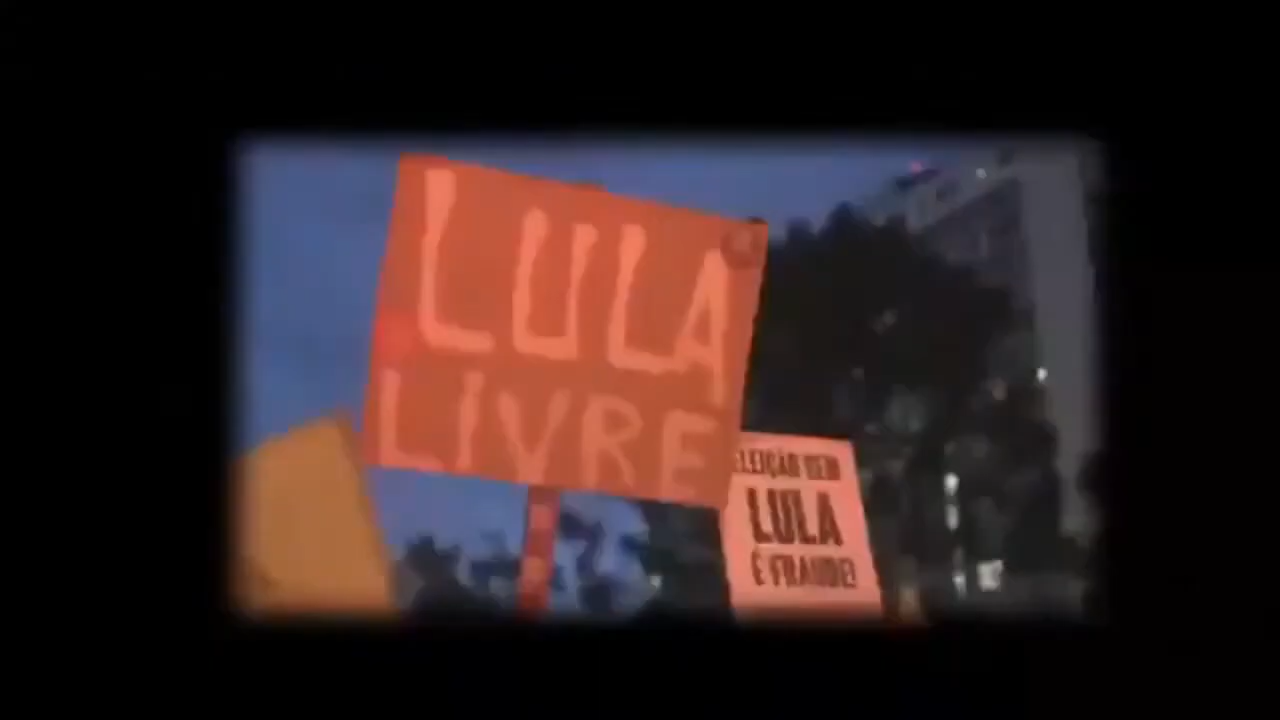 LULA
LIVRE
ELEIÇÃO SEM
LULA
É FRAUDE!